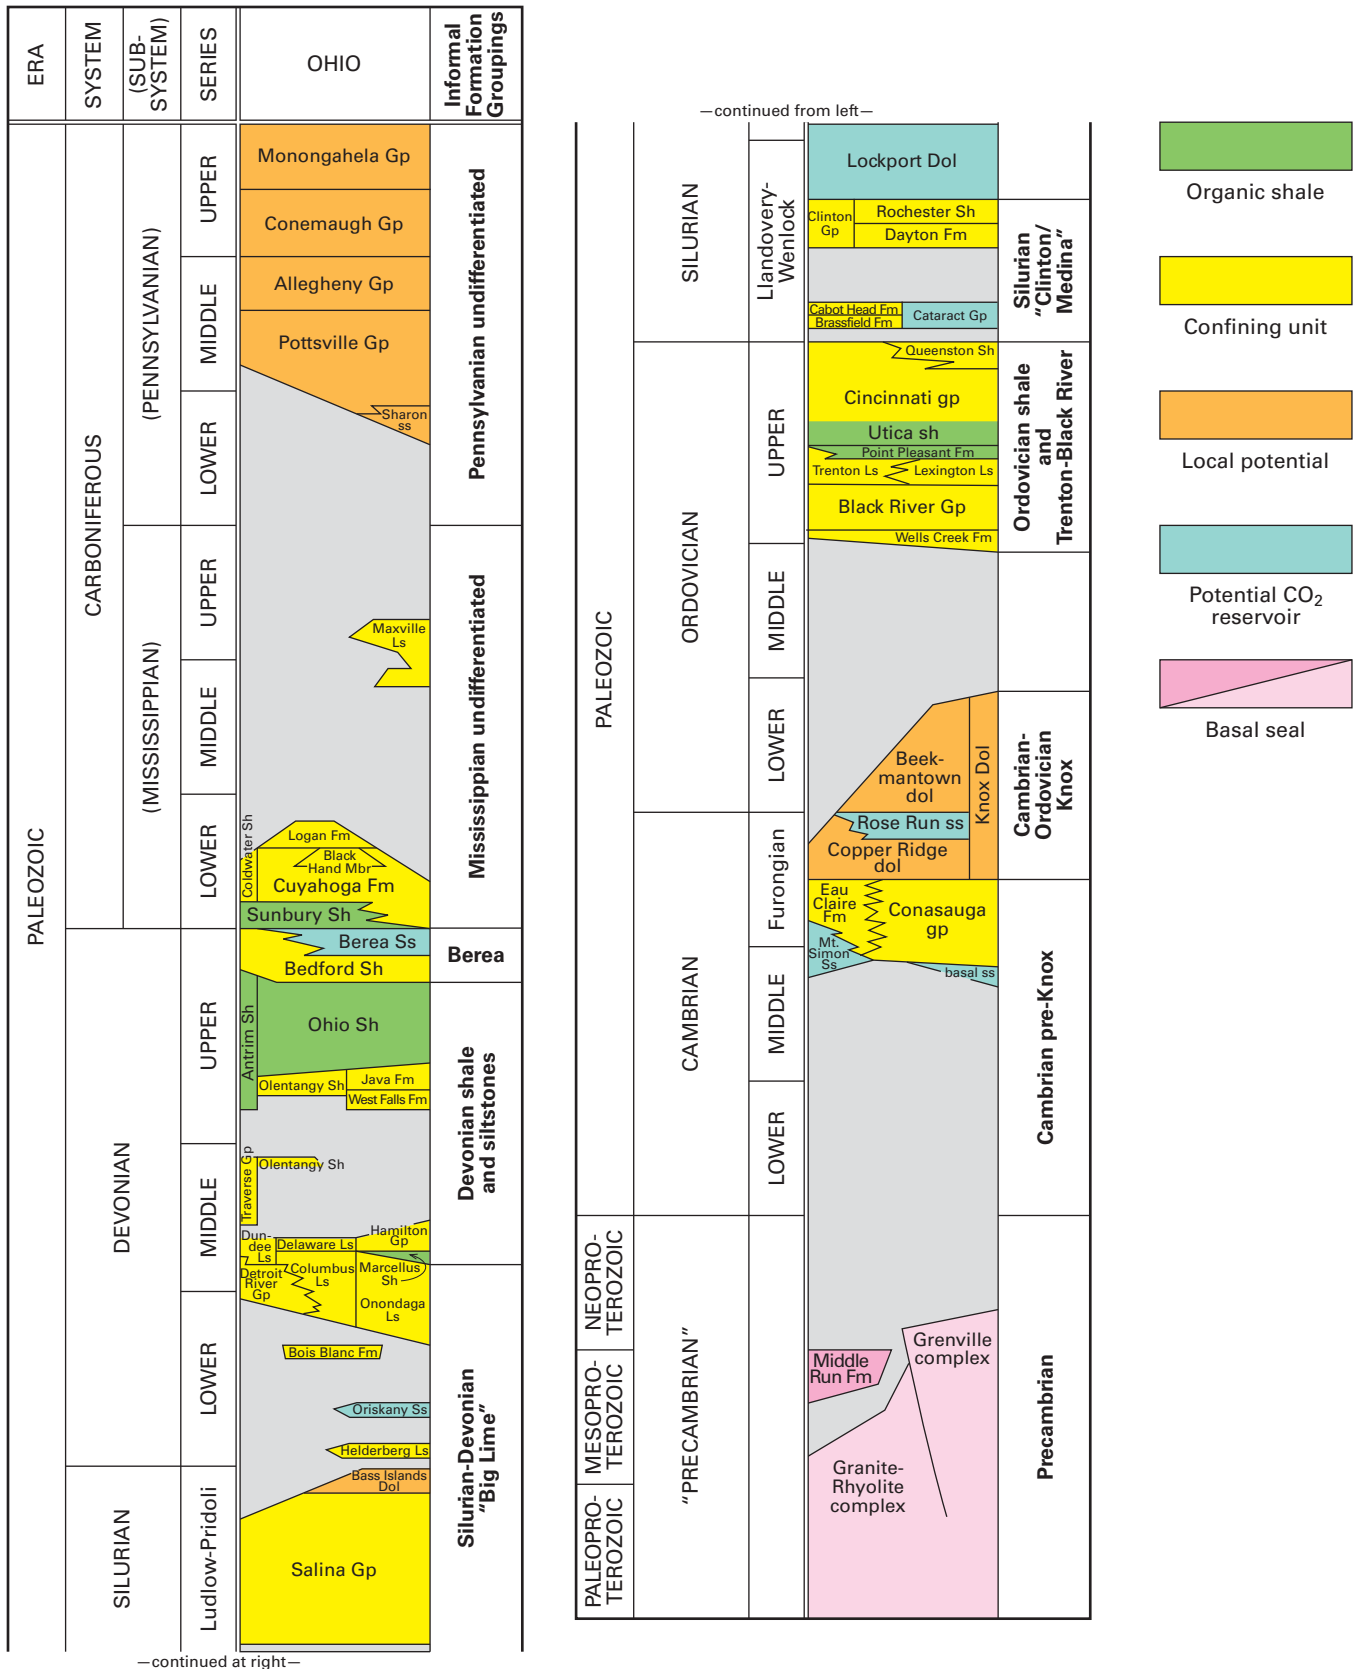 ERA
SYSTEM
(SUB-
SYSTEM)
SERIES
OHIO
Informal
Formation
Groupings
PALEOZOIC
CARBONIFEROUS
(PENNSYLVANIAN)
UPPER
MIDDLE
LOWER
Monongahela Gp
Conemaugh Gp
Allegheny Gp
Pottsville Gp
Sharon
ss
Pennsylvanian undifferentiated
(MISSISSIPPIAN)
UPPER
MIDDLE
LOWER
Maxville
Ls
Coldwater Sh
Logan Fm
Black
Hand Mbr
Cuyahoga Fm
Sunbury Sh
Mississippian undifferentiated
DEVONIAN
UPPER
MIDDLE
LOWER
Berea Ss
Bedford Sh
Berea
Antrim Sh
Ohio Sh
Olentangy Sh
Java Fm
West Falls Fm
Traverse Gp
Olentangy Sh
Devonian shale
and siltstones
Dun-
dee
Ls
Delaware Ls
Hamilton
Gp
Detroit
River
Gp
Columbus
Ls
Marcellus
Sh
Onondaga
Ls
Bois Blanc Fm
Oriskany Ss
Helderberg Ls
SILURIAN
Ludlow-Pridoli
Bass Islands
Dol
Salina Gp
Silurian-Devonian
"Big Lime"
—continued at right—
—continued from left—
PALEOZOIC
SILURIAN
Llandovery-
Wenlock
Lockport Dol
Clinton
Gp
Rochester Sh
Dayton Fm
Cabot Head Fm
Brassfield Fm
Cataract Gp
Silurian
"Clinton/
Medina"
ORDOVICIAN
UPPER
MIDDLE
LOWER
Queenston Sh
Cincinnati gp
Utica sh
Point Pleasant Fm
Trenton Ls
Lexington Ls
Black River Gp
Wells Creek Fm
Ordovician shale
and
Trenton-Black River
Beek-
mantown
dol
Knox Dol
Rose Run ss
Copper Ridge
dol
Cambrian-
Ordovician
Knox
CAMBRIAN
Furongian
MIDDLE
LOWER
Eau
Claire
Fm
Conasauga
gp
Mt.
Simon
Ss
basal ss
Cambrian pre-Knox
"PRECAMBRIAN"
NEOPRO-
TEROZOIC
MESOPRO-
TEROZOIC
PALEOPRO-
TEROZOIC
Grenville
complex
Middle
Run Fm
Granite-
Rhyolite
complex
Precambrian
Organic shale
Confining unit
Local potential
Potential CO2
reservoir
Basal seal